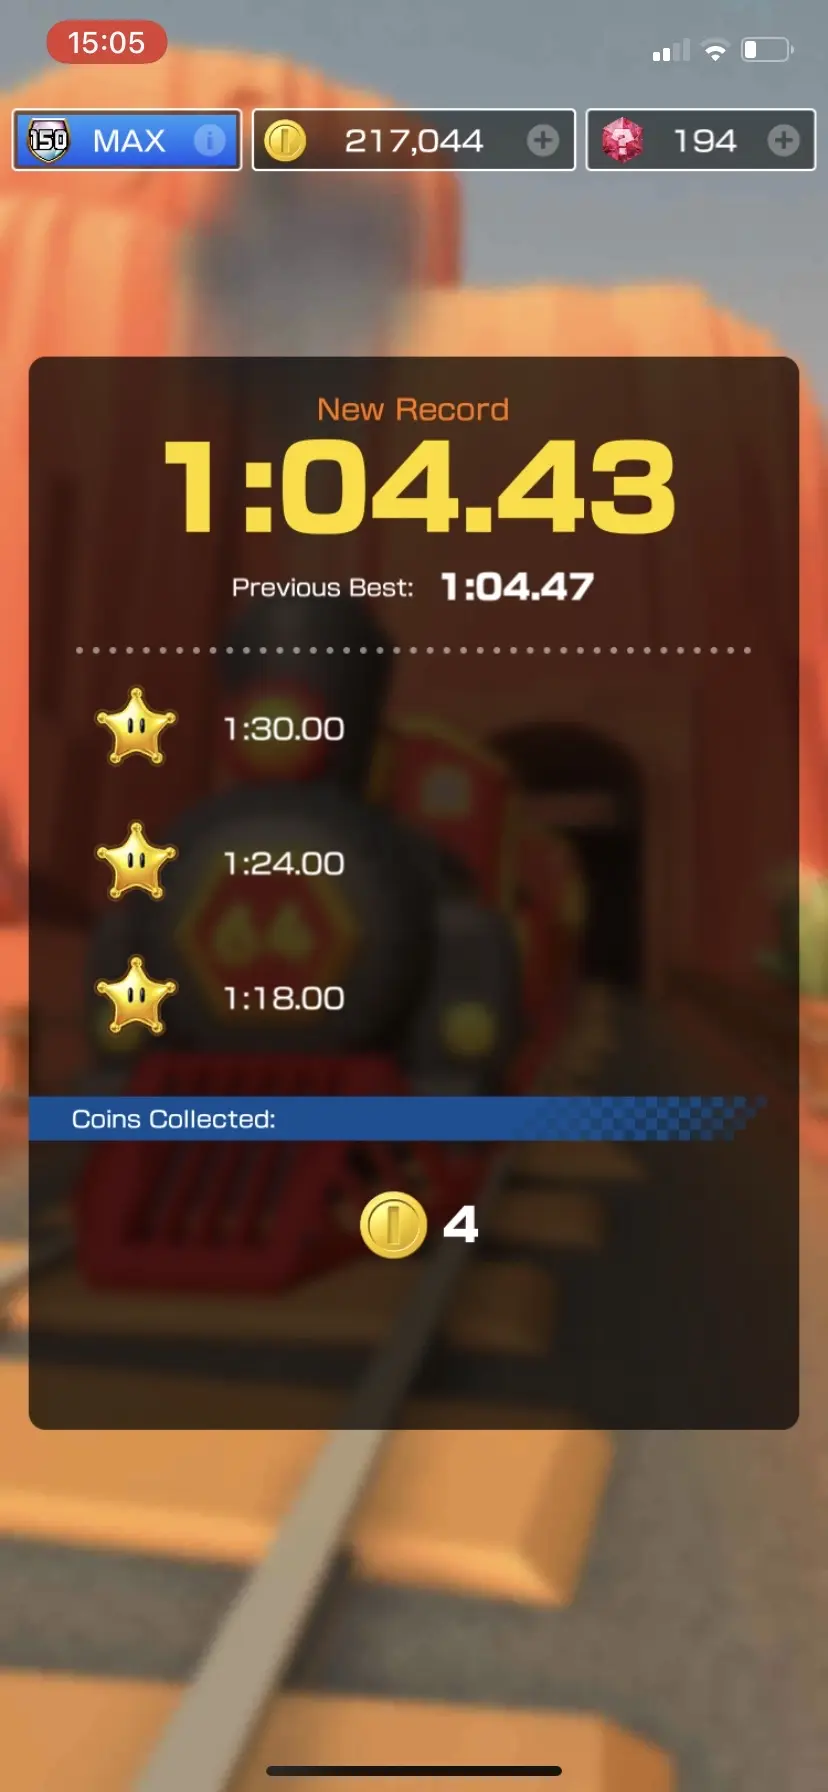 15:05
150 MAX i 217,044 + ? 194 +
New Record
1:04.43
Previous Best: 1:04.47
1:30.00
1:24.00
64
1:18.00
Coins Collected:
4